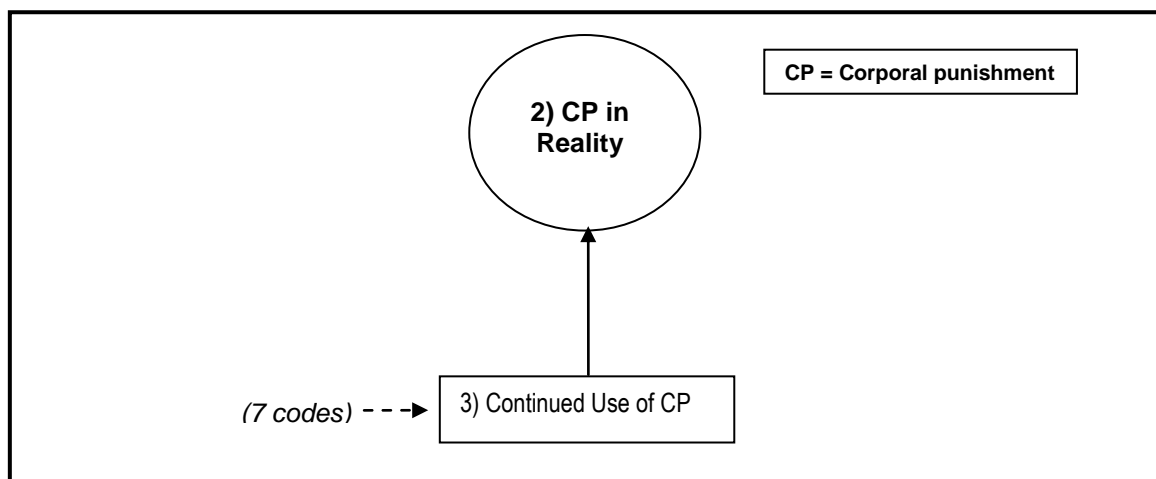 CP = Corporal punishment
2) CP in
Reality
3) Continued Use of CP
(7 codes)